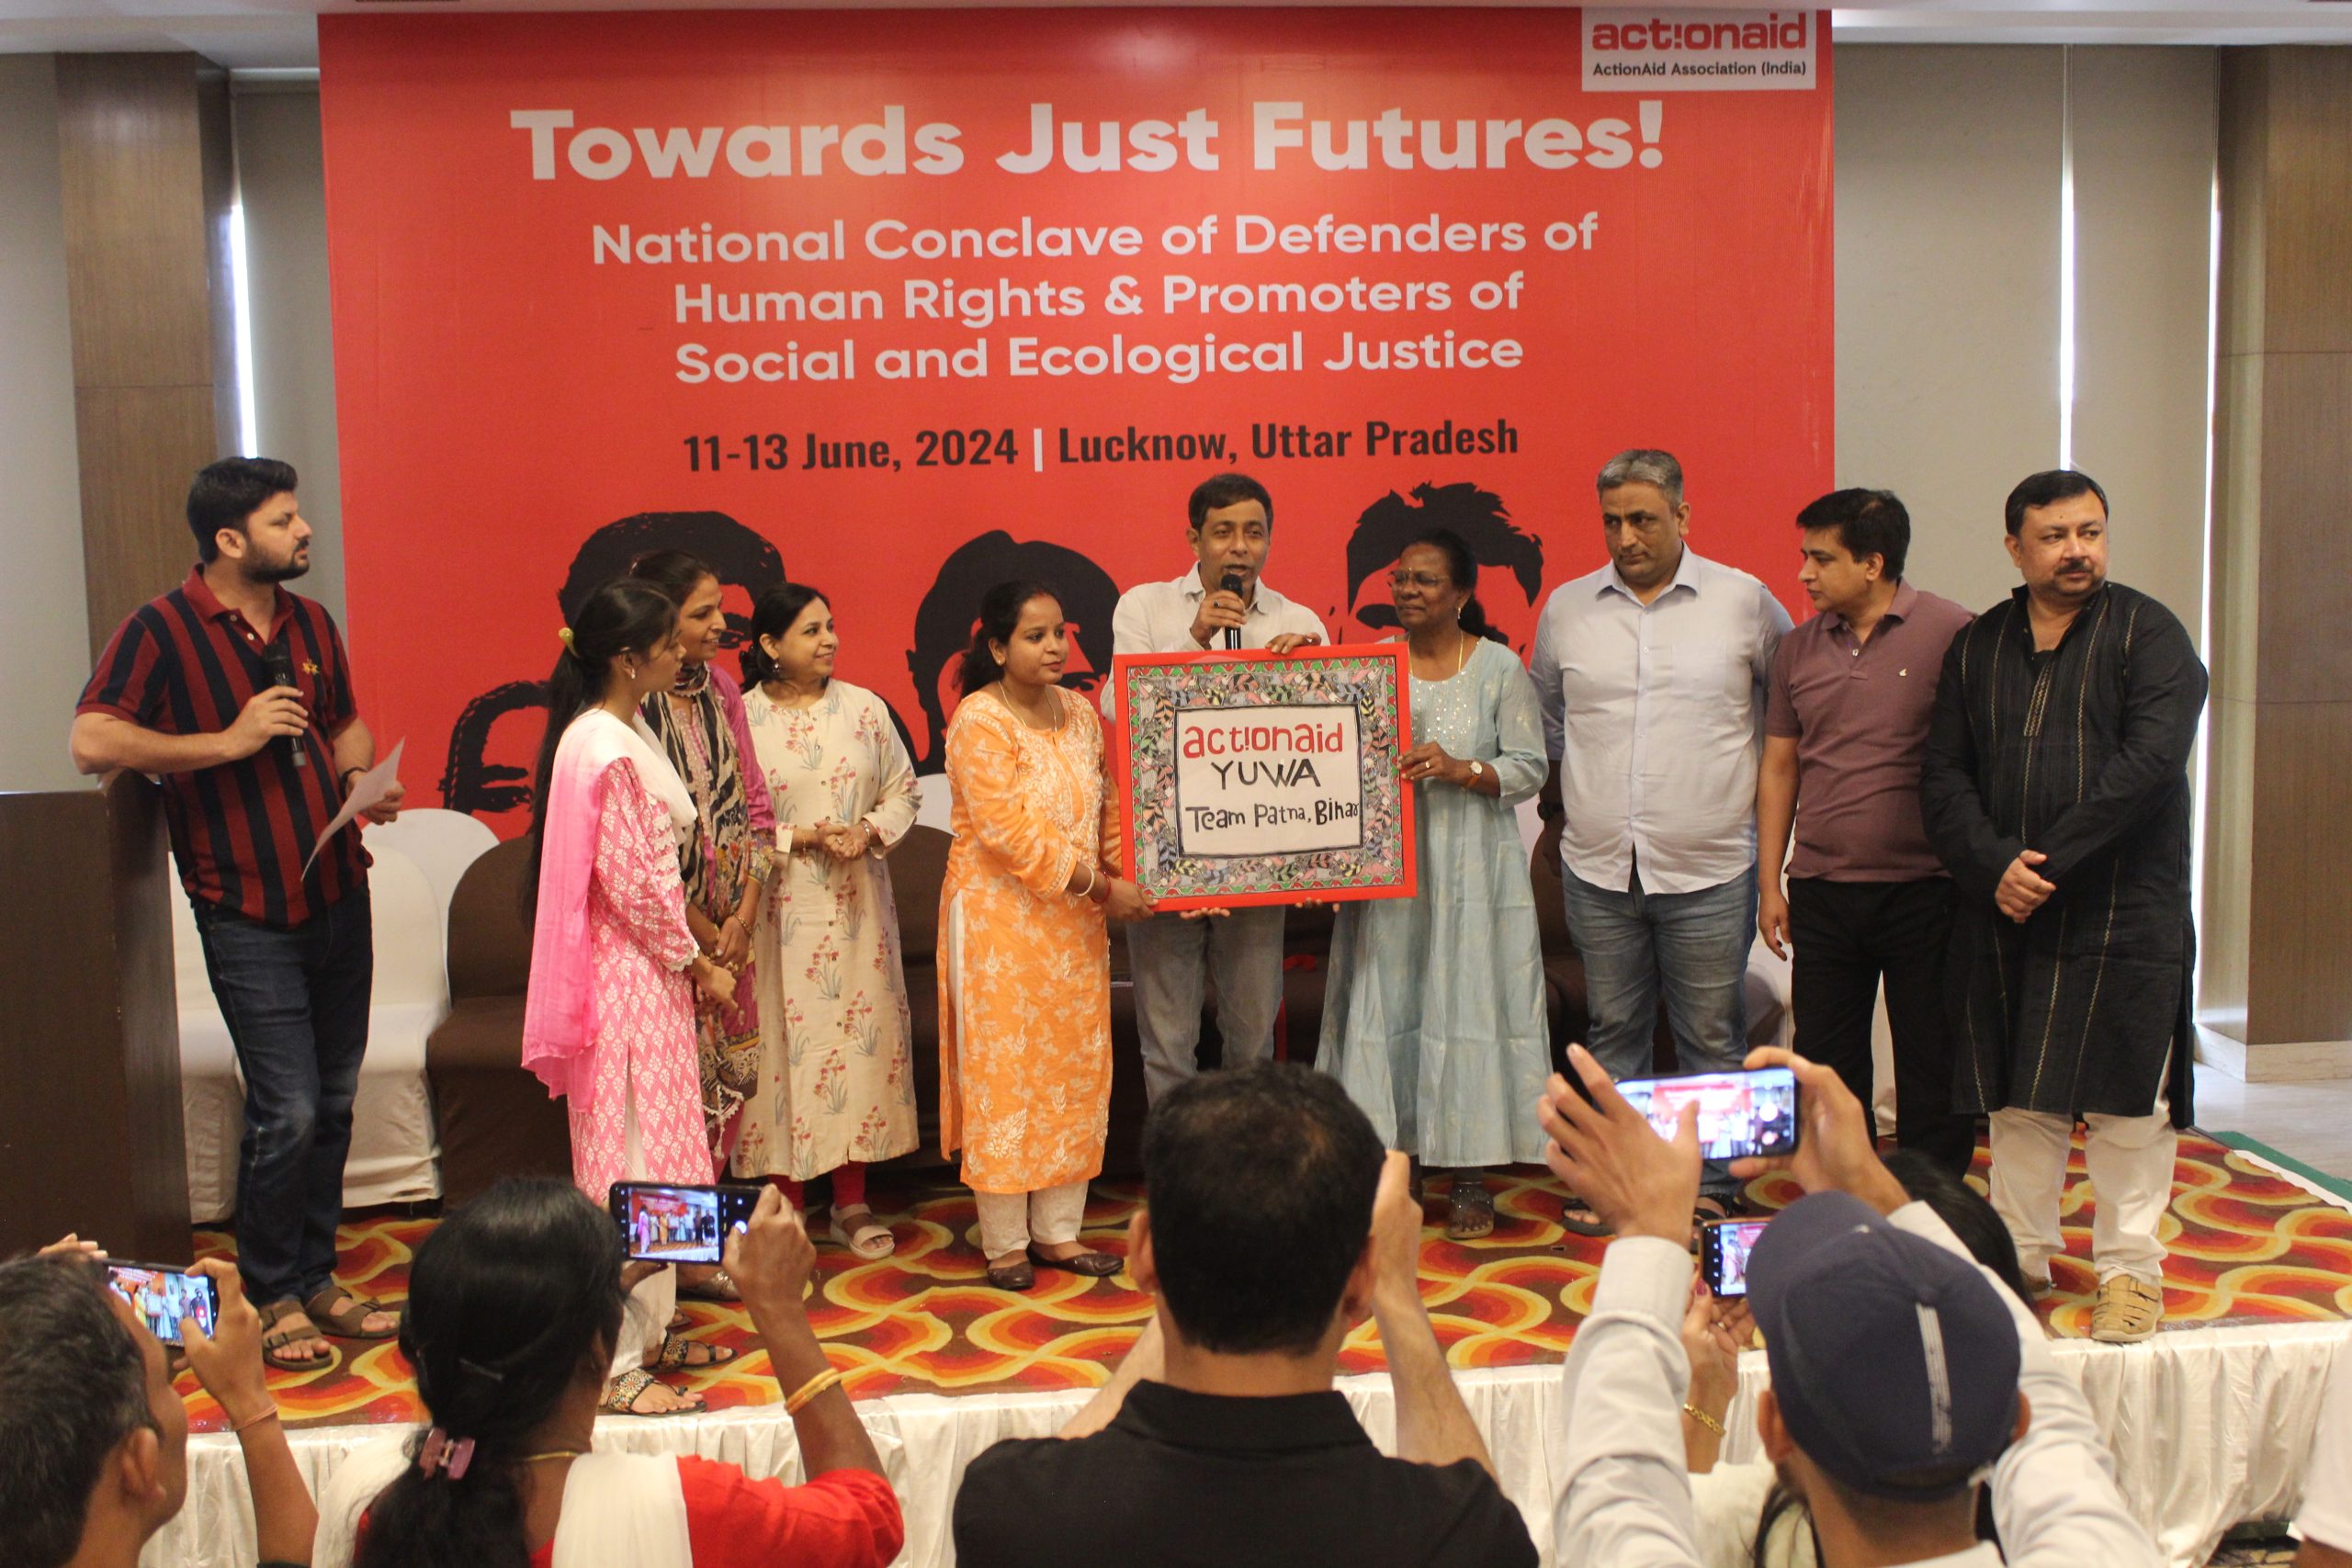 act!onaid
ActionAid Association (India)
Towards Just Futures!
National Conclave of Defenders of
Human Rights & Promoters of
Social and Ecological Justice
11-13 June, 2024 | Lucknow, Uttar Pradesh
act!onaid
YUWA
Team Patna, Bihar